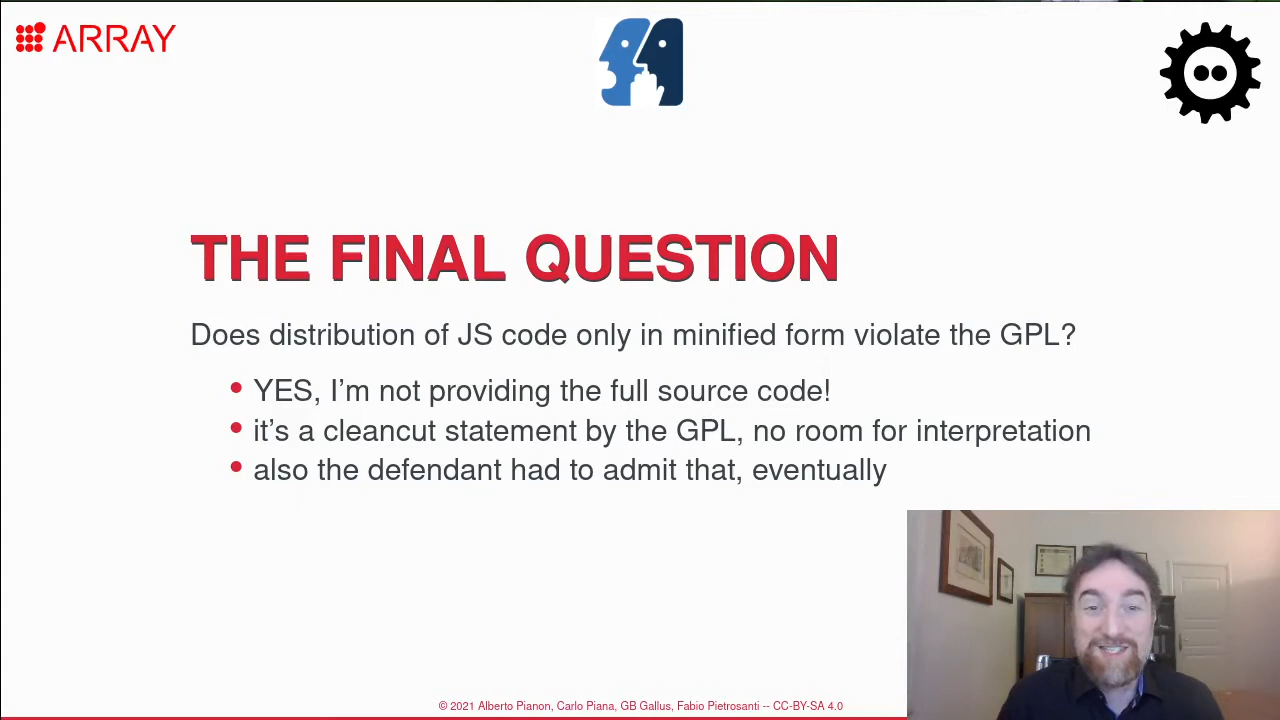 ARRAY
THE FINAL QUESTION
Does distribution of JS code only in minified form violate the GPL?
• YES, I’m not providing the full source code!
• it’s a cleancut statement by the GPL, no room for interpretation
• also the defendant had to admit that, eventually
© 2021 Alberto Pianon, Carlo Piana, GB Gallus, Fabio Pietrosanti -- CC-BY-SA 4.0